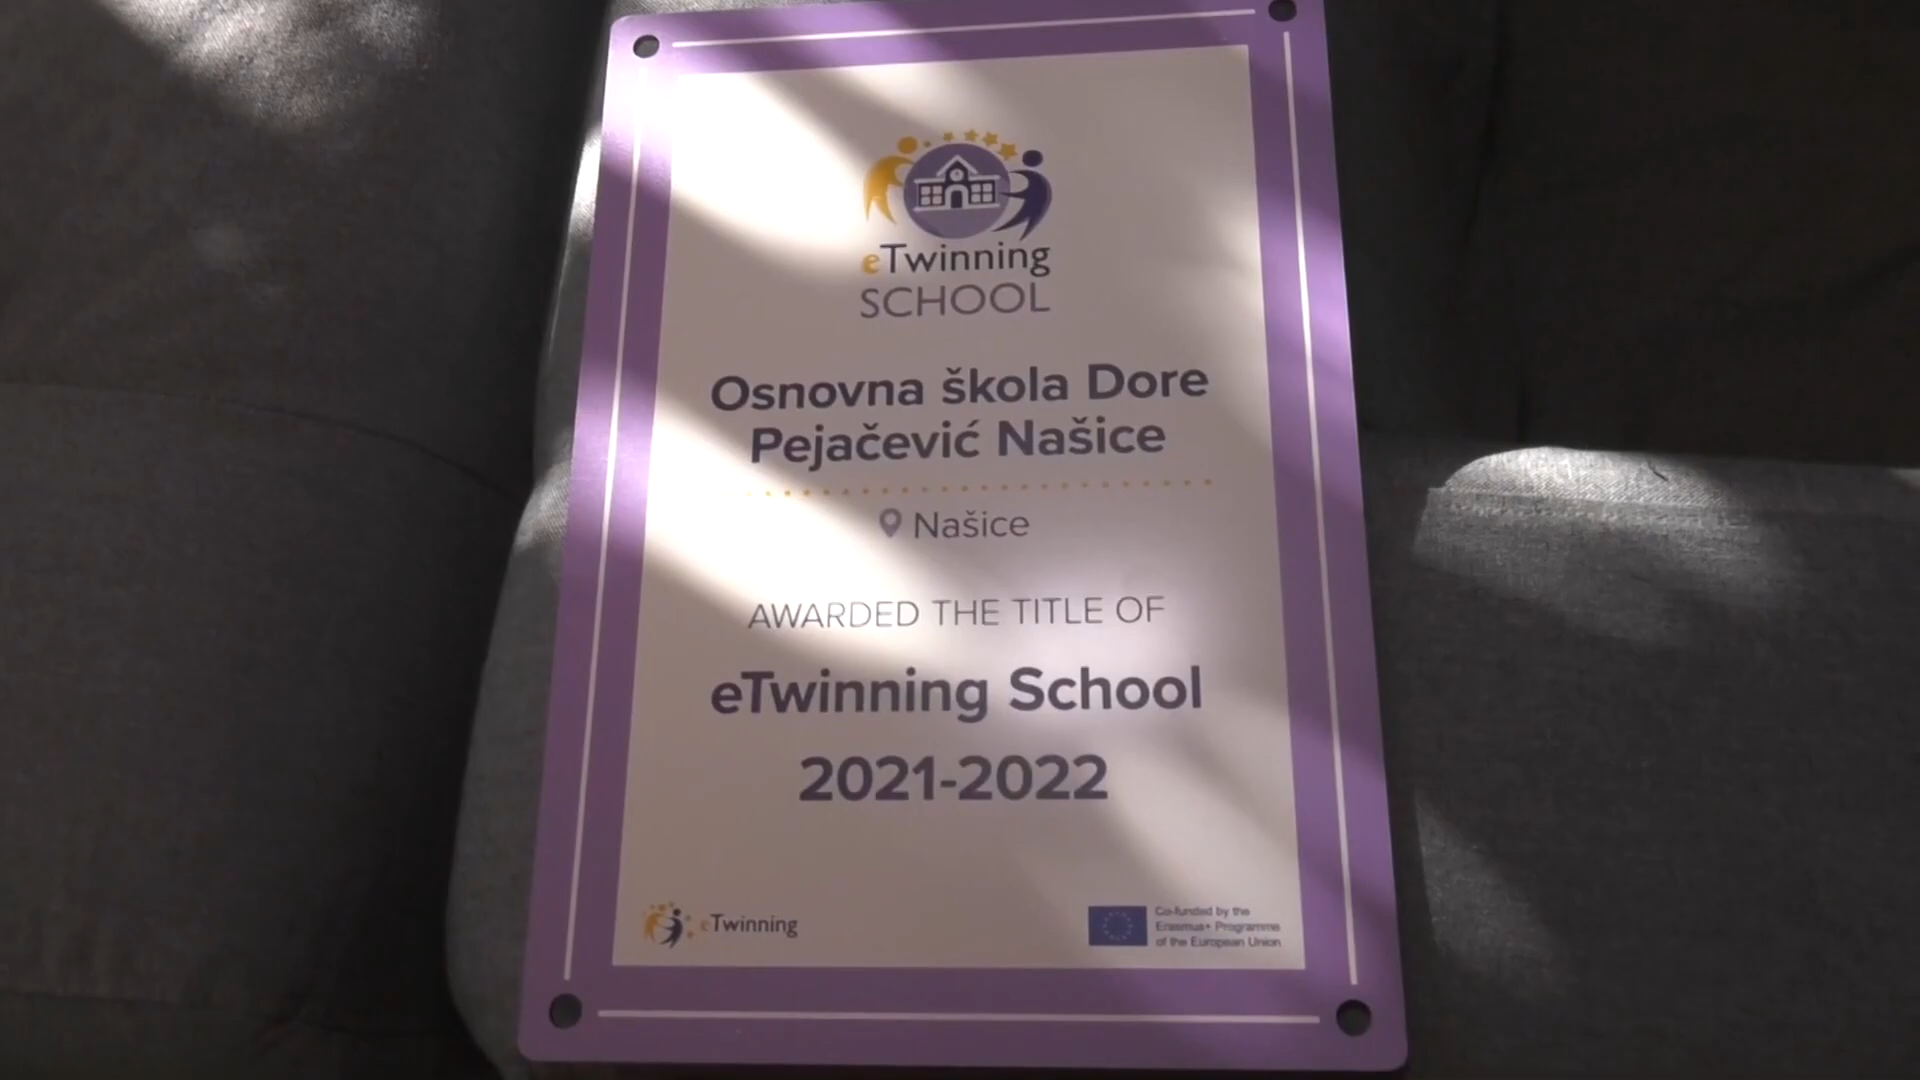 eTwinning
SCHOOL
Osnovna škola Dore
Pejačević Našice
Našice
AWARDED THE TITLE OF
eTwinning School
2021-2022
eTwinning
Co-funded by the
Erasmus+ Programme
of the European Union